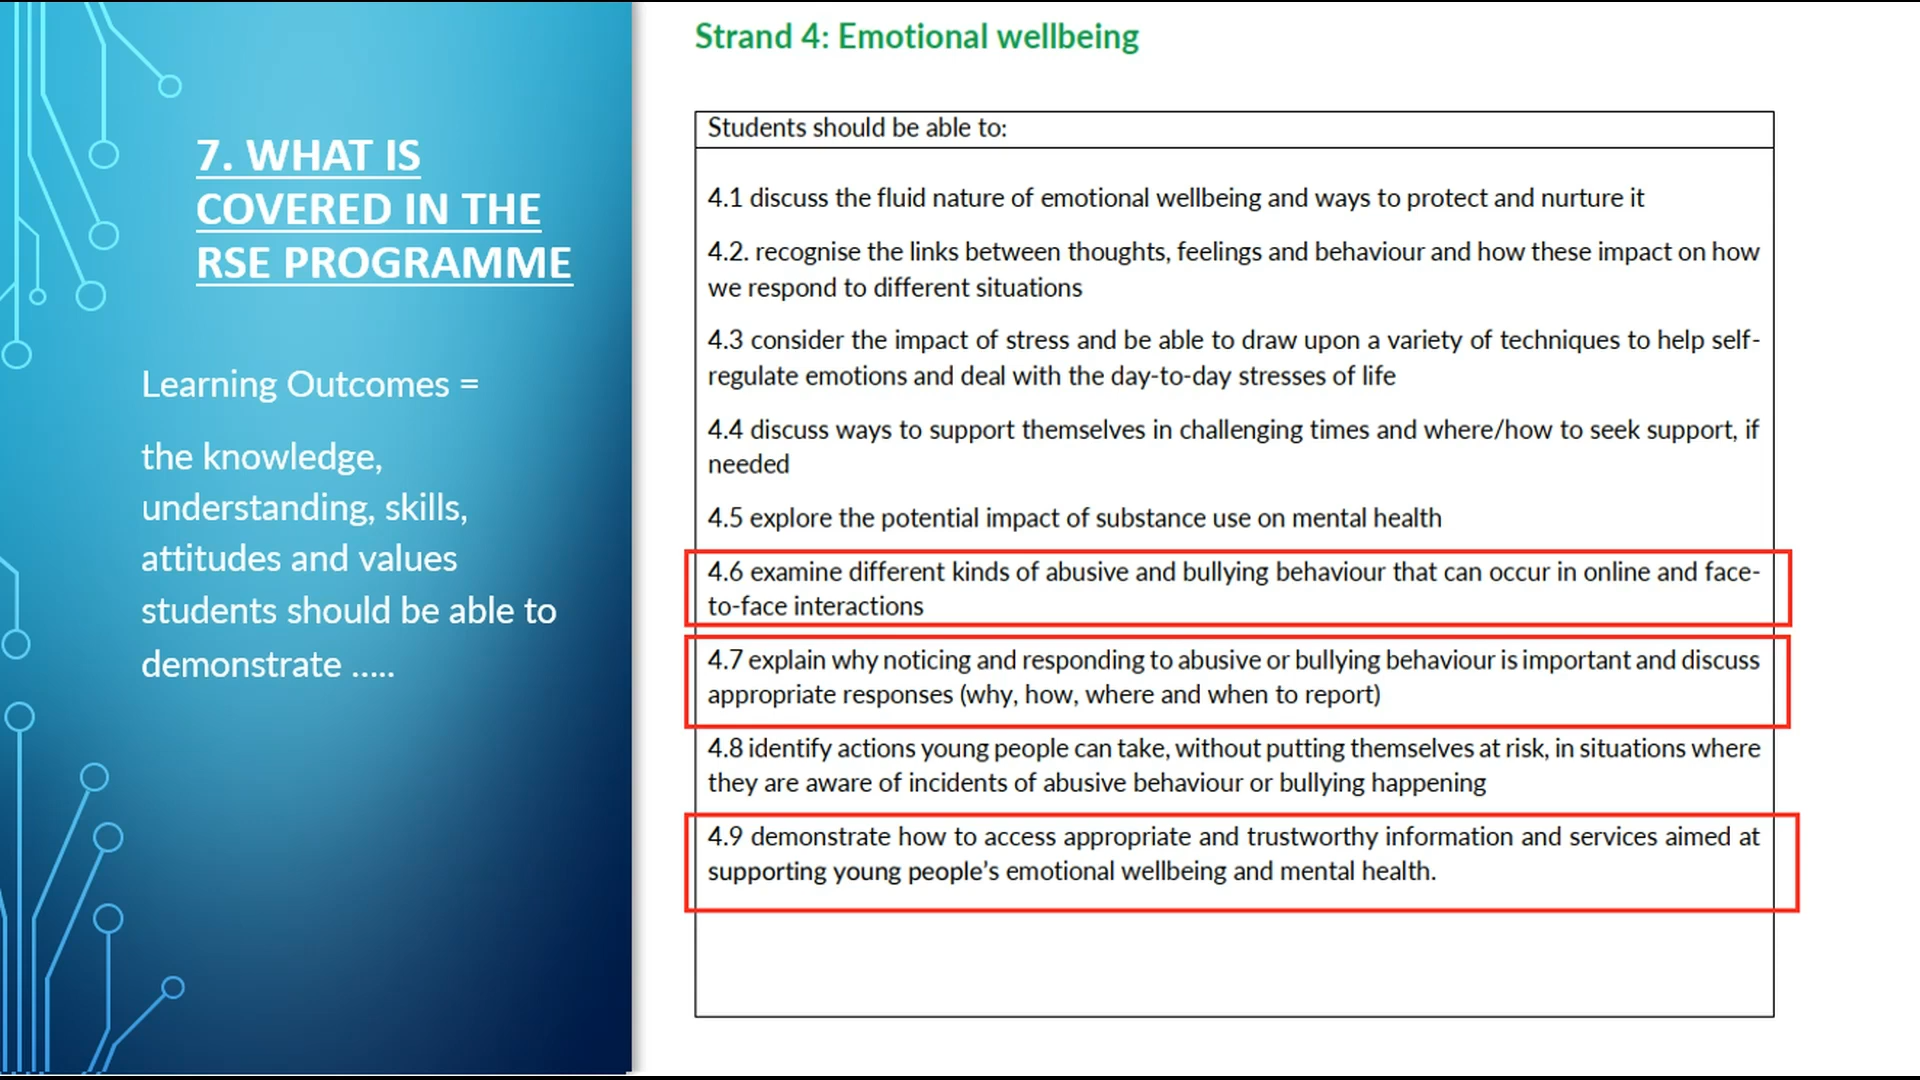 7. WHAT IS
COVERED IN THE
RSE PROGRAMME
Learning Outcomes =
the knowledge,
understanding, skills,
attitudes and values
students should be able to
demonstrate .....
Strand 4: Emotional wellbeing
Students should be able to:
4.1 discuss the fluid nature of emotional wellbeing and ways to protect and nurture it
4.2. recognise the links between thoughts, feelings and behaviour and how these impact on how
we respond to different situations
4.3 consider the impact of stress and be able to draw upon a variety of techniques to help self-
regulate emotions and deal with the day-to-day stresses of life
4.4 discuss ways to support themselves in challenging times and where/how to seek support, if
needed
4.5 explore the potential impact of substance use on mental health
4.6 examine different kinds of abusive and bullying behaviour that can occur in online and face-
to-face interactions
4.7 explain why noticing and responding to abusive or bullying behaviour is important and discuss
appropriate responses (why, how, where and when to report)
4.8 identify actions young people can take, without putting themselves at risk, in situations where
they are aware of incidents of abusive behaviour or bullying happening
4.9 demonstrate how to access appropriate and trustworthy information and services aimed at
supporting young people’s emotional wellbeing and mental health.